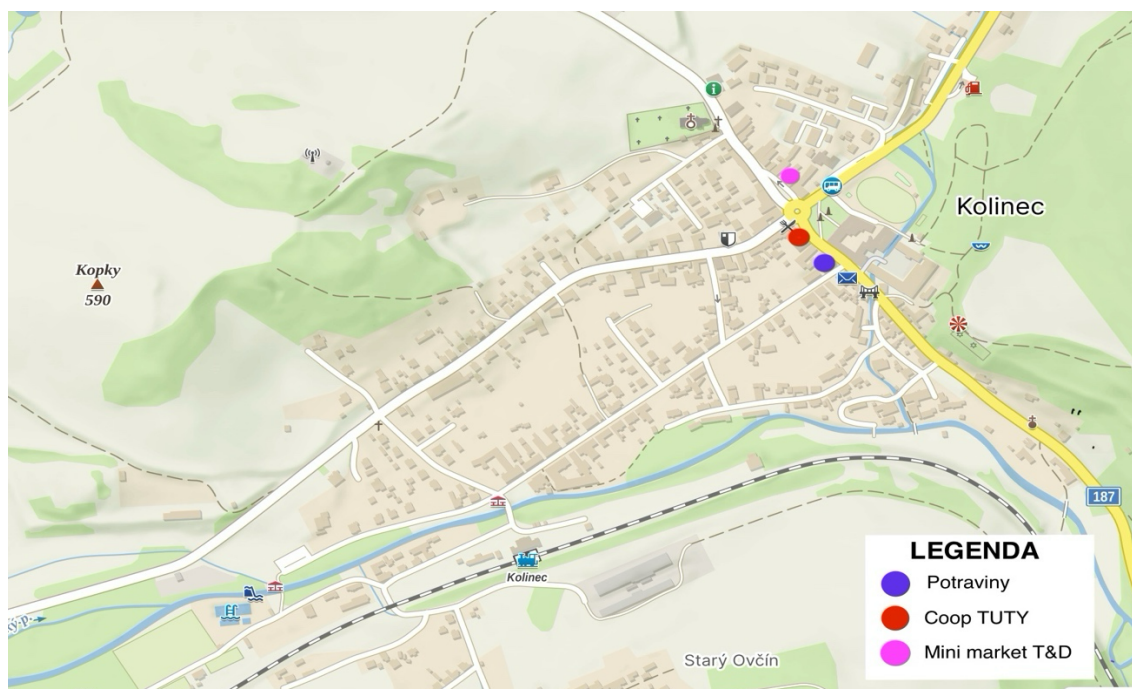 Kolinec
Kopky
590
187
Kolinec
Starý Ovčín
LEGENDA
Potraviny
Coop TUTY
Mini market T&D